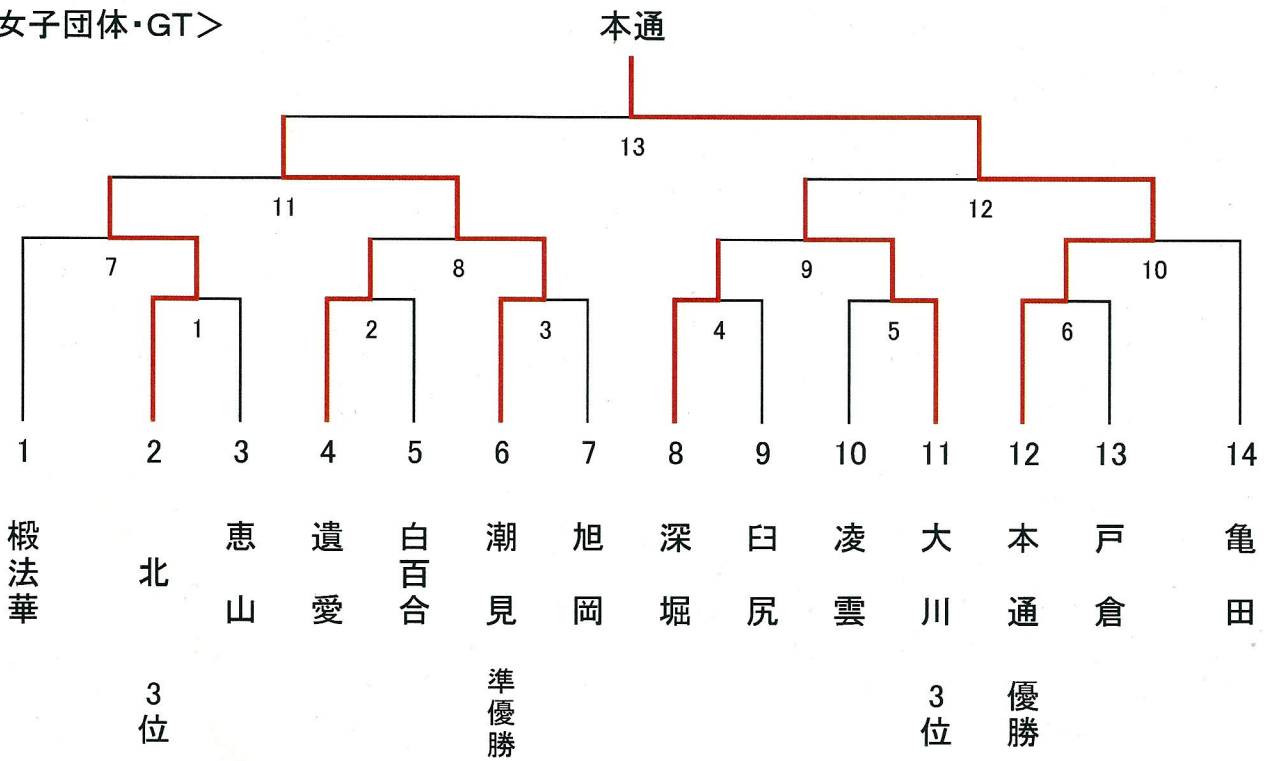 女子団体・GT＞
本通
13
11
12
7
8
9
10
1
2
3
4
5
6
1
2
3
4
5
6
7
8
9
10
11
12
13
14
椴法華
北
恵山
遺愛
白百合
潮見
旭岡
深堀
臼尻
凌雲
大川
本通
戸倉
亀田
3位
準優勝
3位
優勝